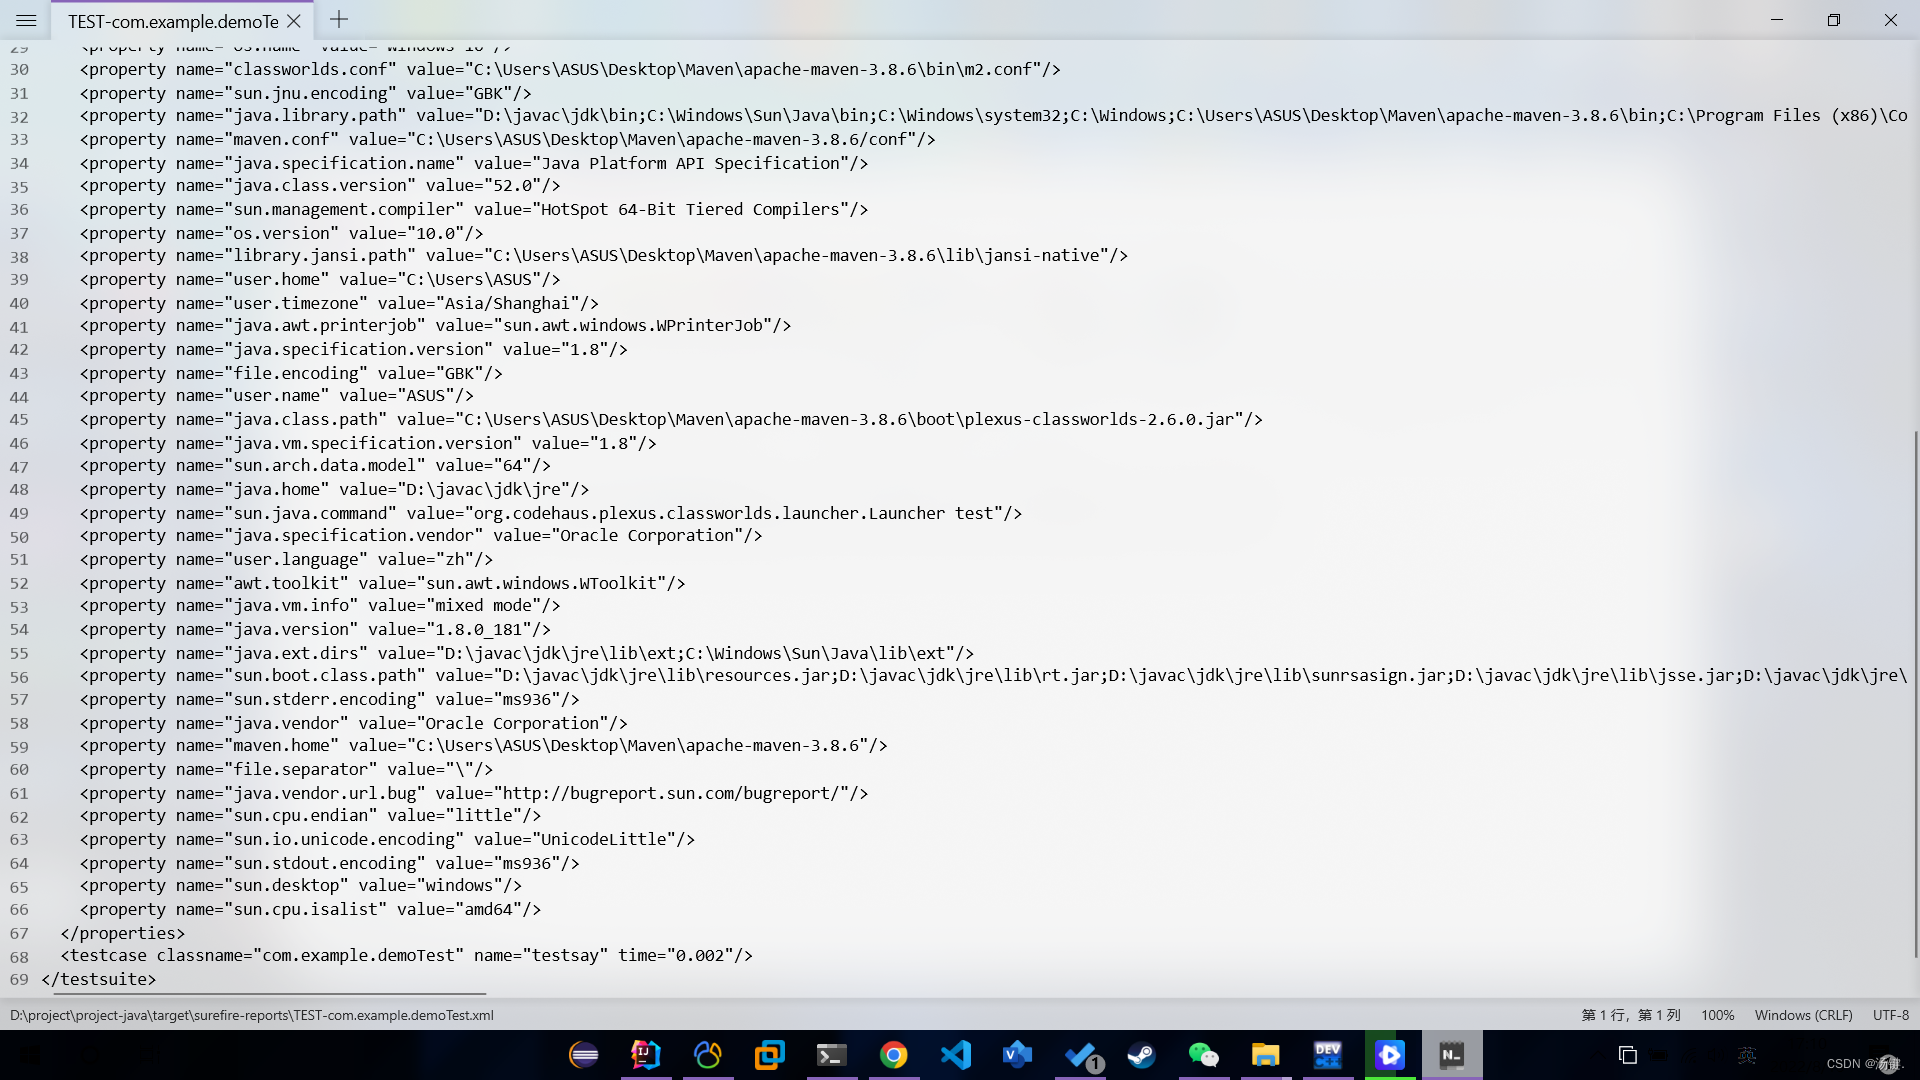 TEST-com.example.demoTe
29 <property name="os.name" value="Windows 10"/>
30 <property name="classworlds.conf" value="C:\Users\ASUS\Desktop\Maven\apache-maven-3.8.6\bin\m2.conf"/>
31 <property name="sun.jnu.encoding" value="GBK"/>
32 <property name="java.library.path" value="D:\javac\jdk\bin;C:\Windows\Sun\Java\bin;C:\Windows\system32;C:\Windows;C:\Users\ASUS\Desktop\Maven\apache-maven-3.8.6\bin;C:\Program Files (x86)\Co
33 <property name="maven.conf" value="C:\Users\ASUS\Desktop\Maven\apache-maven-3.8.6/conf"/>
34 <property name="java.specification.name" value="Java Platform API Specification"/>
35 <property name="java.class.version" value="52.0"/>
36 <property name="sun.management.compiler" value="HotSpot 64-Bit Tiered Compilers"/>
37 <property name="os.version" value="10.0"/>
38 <property name="library.jansi.path" value="C:\Users\ASUS\Desktop\Maven\apache-maven-3.8.6\lib\jansi-native"/>
39 <property name="user.home" value="C:\Users\ASUS"/>
40 <property name="user.timezone" value="Asia/Shanghai"/>
41 <property name="java.awt.printerjob" value="sun.awt.windows.WPrinterJob"/>
42 <property name="java.specification.version" value="1.8"/>
43 <property name="file.encoding" value="GBK"/>
44 <property name="user.name" value="ASUS"/>
45 <property name="java.class.path" value="C:\Users\ASUS\Desktop\Maven\apache-maven-3.8.6\boot\plexus-classworlds-2.6.0.jar"/>
46 <property name="java.vm.specification.version" value="1.8"/>
47 <property name="sun.arch.data.model" value="64"/>
48 <property name="java.home" value="D:\javac\jdk\jre"/>
49 <property name="sun.java.command" value="org.codehaus.plexus.classworlds.launcher.Launcher test"/>
50 <property name="java.specification.vendor" value="Oracle Corporation"/>
51 <property name="user.language" value="zh"/>
52 <property name="awt.toolkit" value="sun.awt.windows.WToolkit"/>
53 <property name="java.vm.info" value="mixed mode"/>
54 <property name="java.version" value="1.8.0_181"/>
55 <property name="java.ext.dirs" value="D:\javac\jdk\jre\lib\ext;C:\Windows\Sun\Java\lib\ext"/>
56 <property name="sun.boot.class.path" value="D:\javac\jdk\jre\lib\resources.jar;D:\javac\jdk\jre\lib\rt.jar;D:\javac\jdk\jre\lib\sunrsasign.jar;D:\javac\jdk\jre\lib\jsse.jar;D:\javac\jdk\jre\
57 <property name="sun.stderr.encoding" value="ms936"/>
58 <property name="java.vendor" value="Oracle Corporation"/>
59 <property name="maven.home" value="C:\Users\ASUS\Desktop\Maven\apache-maven-3.8.6"/>
60 <property name="file.separator" value="\"/>
61 <property name="java.vendor.url.bug" value="http://bugreport.sun.com/bugreport/"/>
62 <property name="sun.cpu.endian" value="little"/>
63 <property name="sun.io.unicode.encoding" value="UnicodeLittle"/>
64 <property name="sun.stdout.encoding" value="ms936"/>
65 <property name="sun.desktop" value="windows"/>
66 <property name="sun.cpu.isalist" value="amd64"/>
67 </properties>
68 <testcase classname="com.example.demoTest" name="testsay" time="0.002"/>
69 </testsuite>
D:\project\project-java\target\surefire-reports\TEST-com.example.demoTest.xml 第 1 行，第 1 列 100% Windows (CRLF) UTF-8
IJ DEV C++ N.. 1 英
CSDN @汤键.